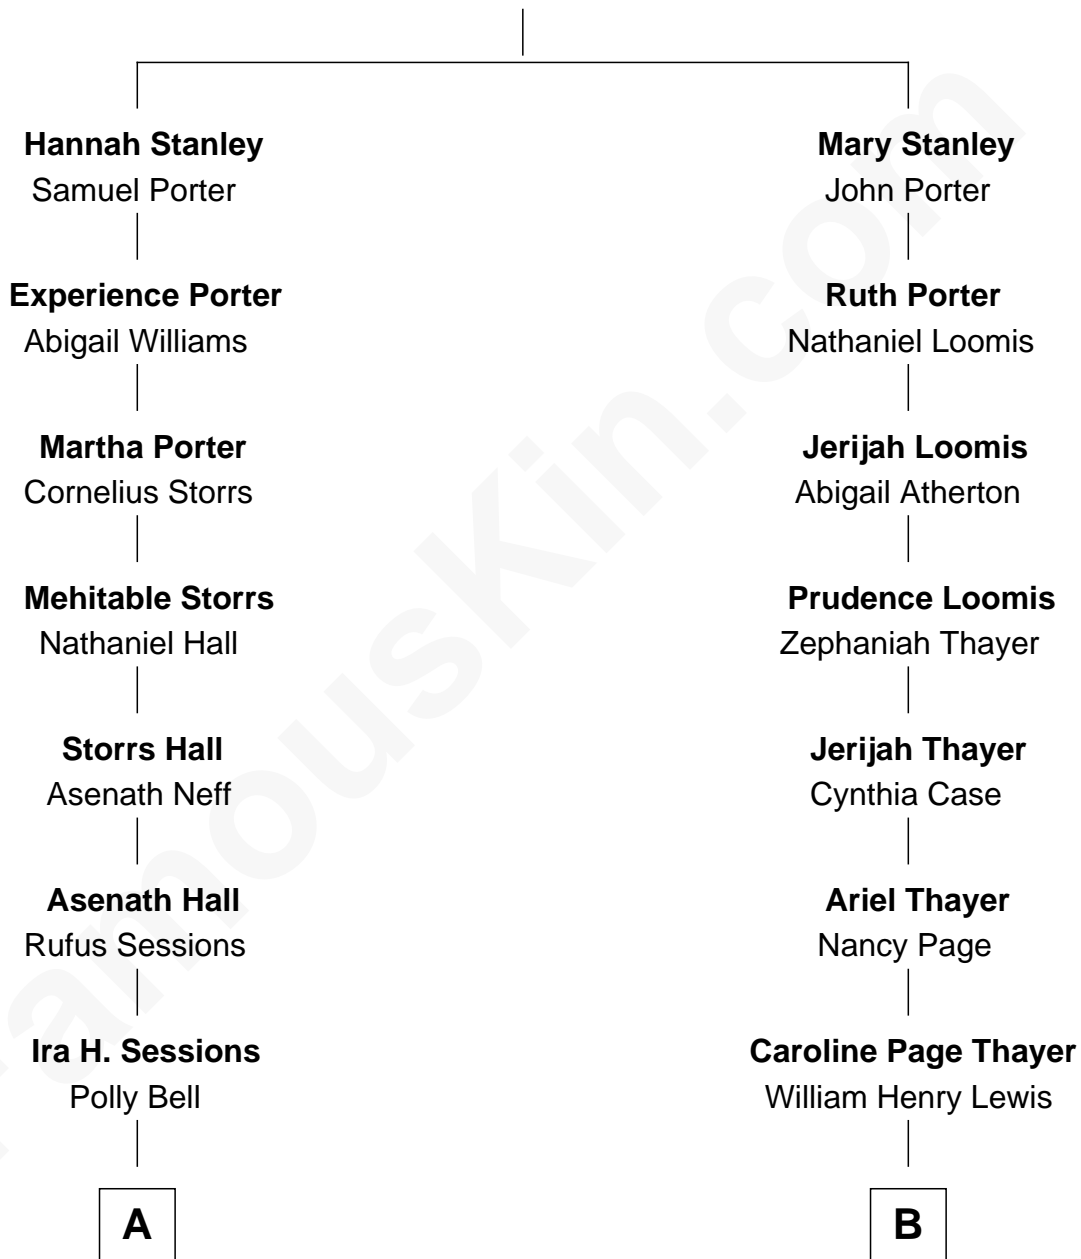 Hannah Stanley
Samuel Porter
Experience Porter
Abigail Williams
Martha Porter
Cornelius Storrs
Mehitable Storrs
Nathaniel Hall
Storrs Hall
Asenath Neff
Asenath Hall
Rufus Sessions
Ira H. Sessions
Polly Bell
A
Mary Stanley
John Porter
Ruth Porter
Nathaniel Loomis
Jerijah Loomis
Abigail Atherton
Prudence Loomis
Zephaniah Thayer
Jerijah Thayer
Cynthia Case
Ariel Thayer
Nancy Page
Caroline Page Thayer
William Henry Lewis
B
FamousKin.com